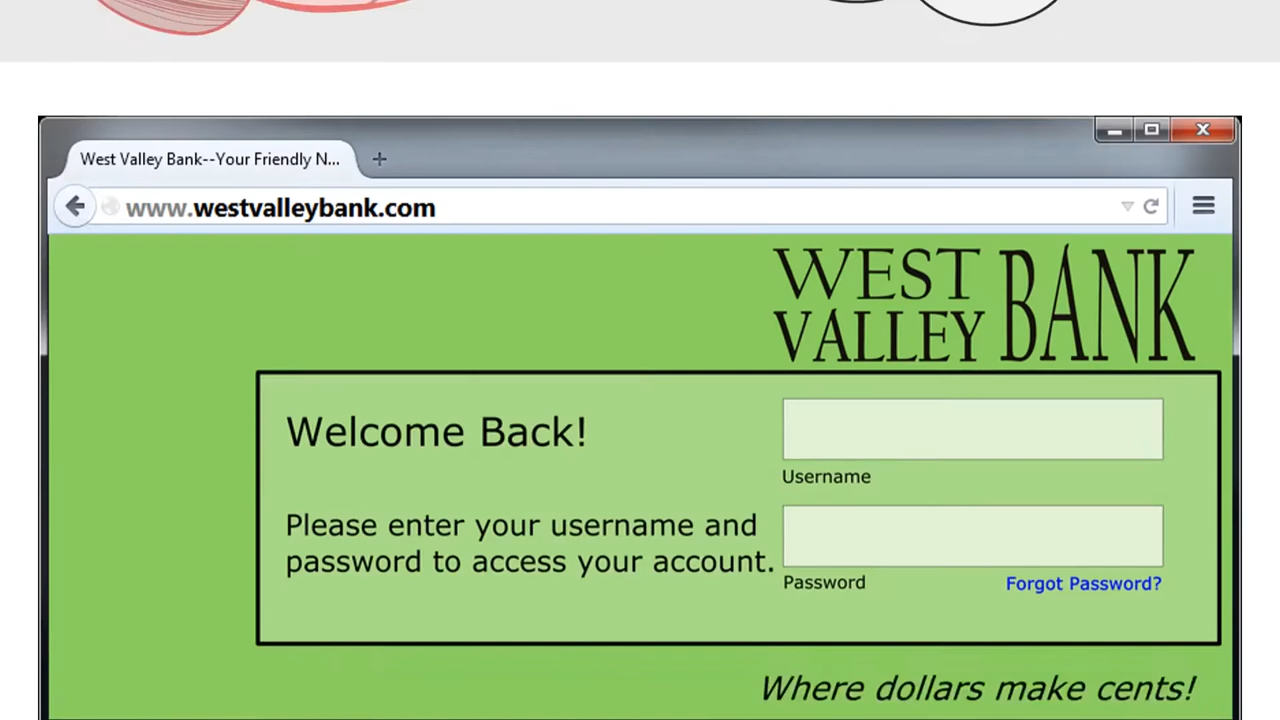 West Valley Bank--Your Friendly N...
www.westvalleybank.com
WEST
VALLEY BANK
Welcome Back!
Username
Please enter your username and
password to access your account.
Password Forgot Password?
Where dollars make cents!